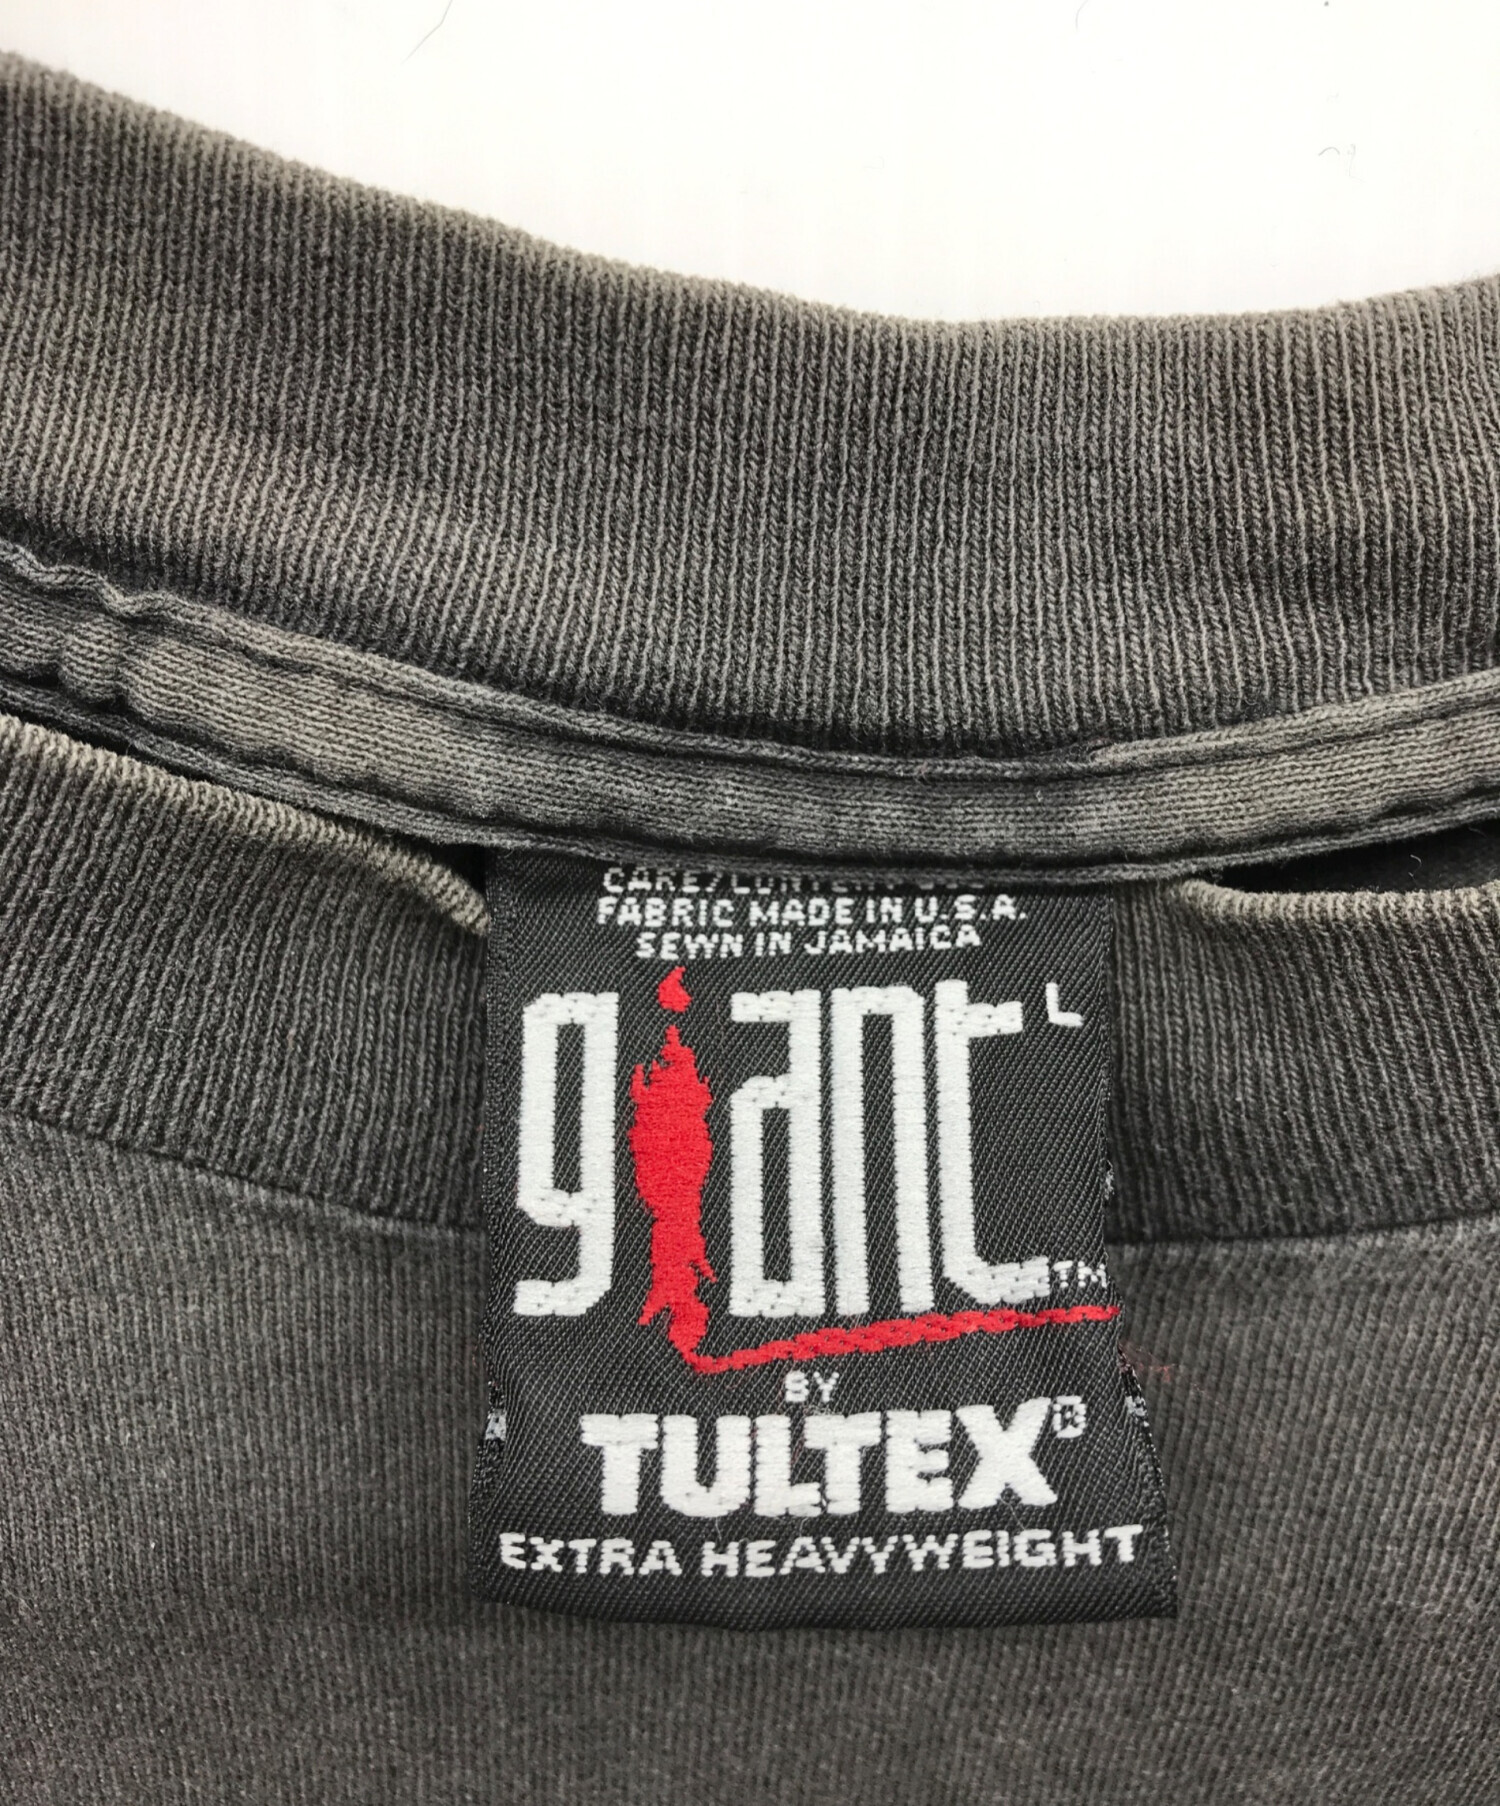 FABRIC MADE IN U.S.A.
SEWN IN JAMAICA
giant L
TM
BY
TULTEX®
EXTRA HEAVYWEIGHT